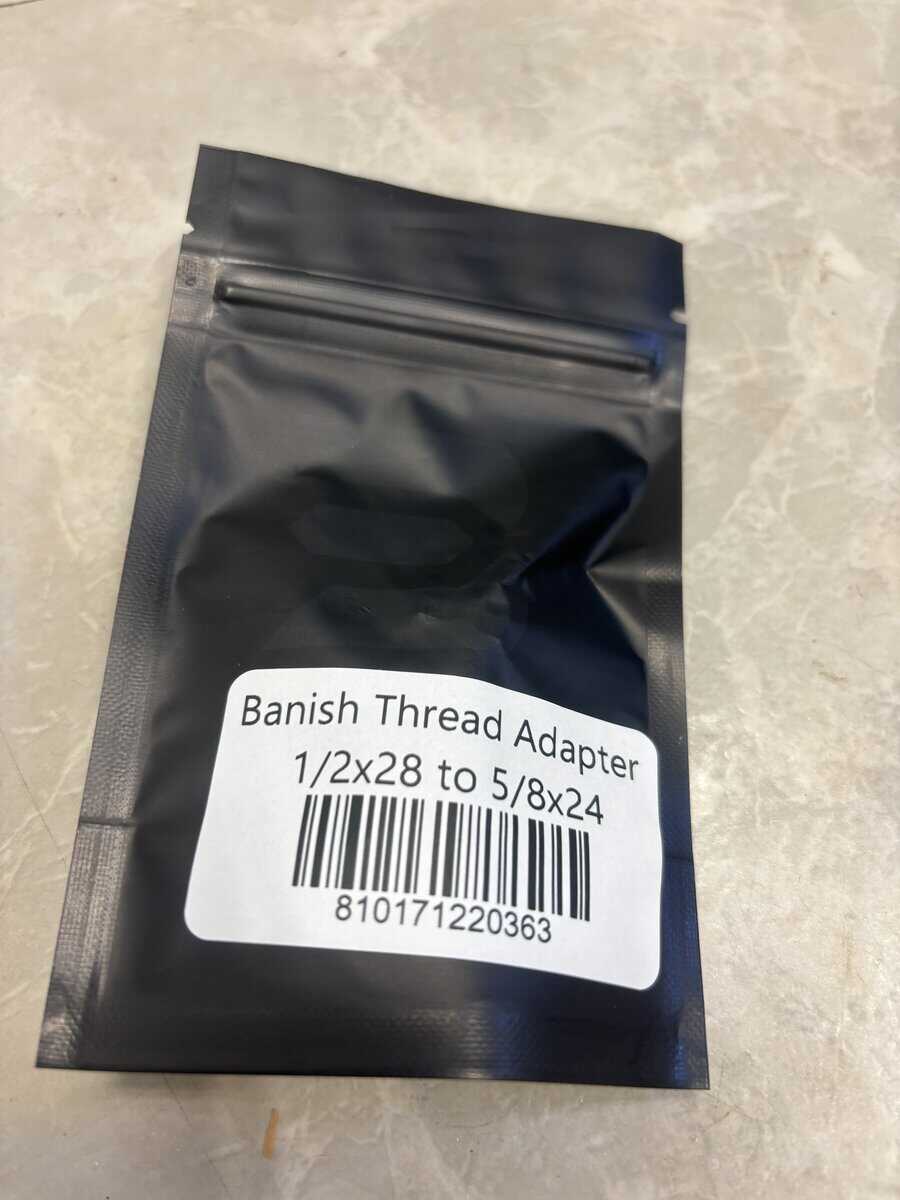 Banish Thread Adapter
1/2x28 to 5/8x24
810171220363